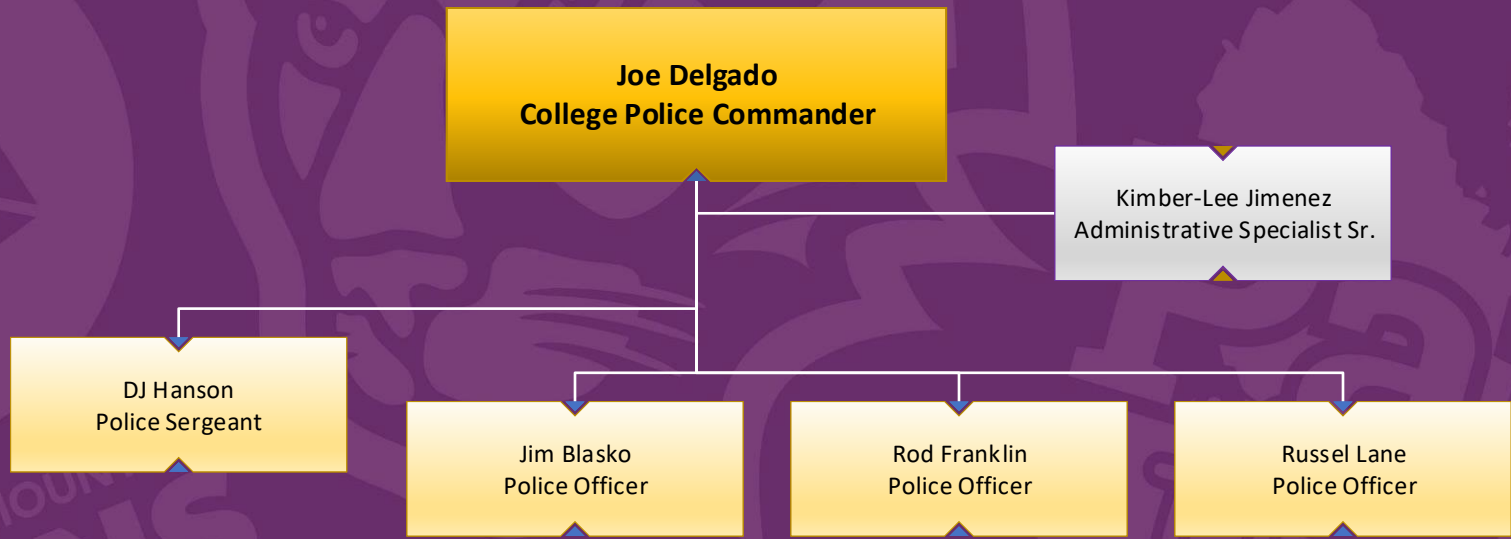 Joe Delgado
College Police Commander
Kimber-Lee Jimenez
Administrative Specialist Sr.
DJ Hanson
Police Sergeant
Jim Blasko
Police Officer
Rod Franklin
Police Officer
Russel Lane
Police Officer